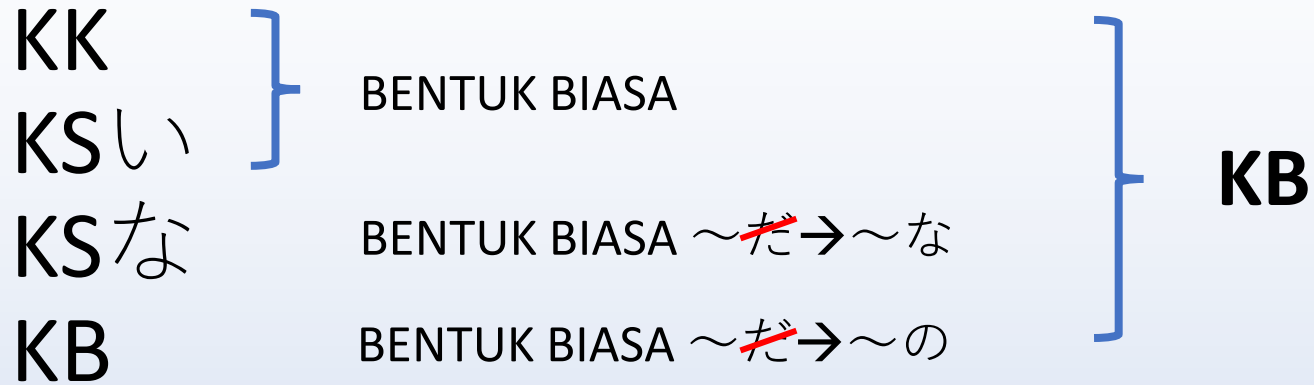 KK
BENTUK BIASA
KSい
KB
KSな
BENTUK BIASA ～だ→～な
KB
BENTUK BIASA ～だ→～の